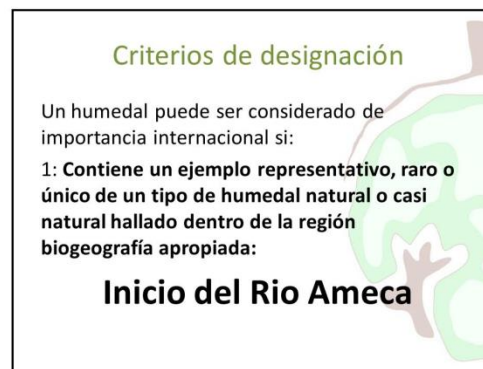 Criterios de designación
Un humedal puede ser considerado de
importancia internacional si:
1: Contiene un ejemplo representativo, raro o
único de un tipo de humedal natural o casi
natural hallado dentro de la región
biogeografía apropiada:
Inicio del Rio Ameca